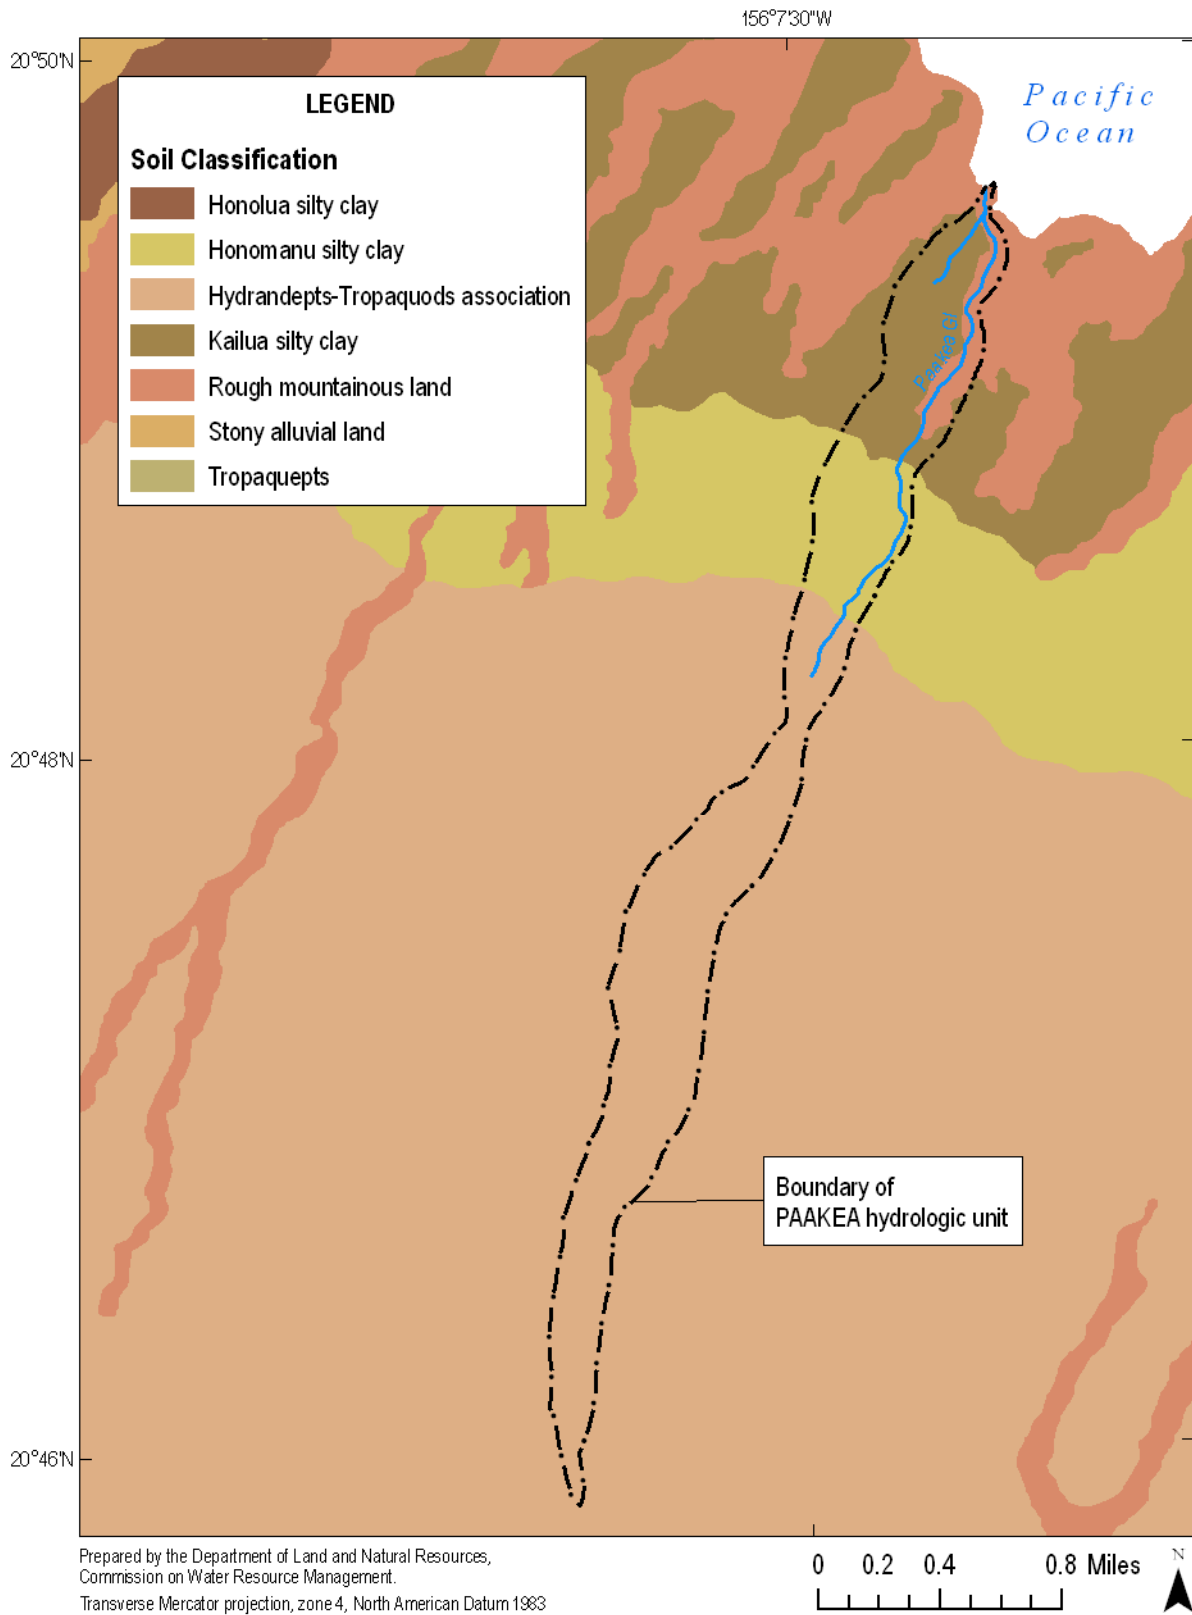 156°7'30"W
20°50'N
Pacific
Ocean
LEGEND
Soil Classification
Honolua silty clay
Honomanu silty clay
Hydrandepts-Tropaquods association
Kailua silty clay
Rough mountainous land
Stony alluvial land
Tropaquepts
Paakea Gl
20°48'N
Boundary of
PAAKEA hydrologic unit
20°46'N
Prepared by the Department of Land and Natural Resources,
Commission on Water Resource Management.
Transverse Mercator projection, zone 4, North American Datum 1983
0 0.2 0.4 0.8 Miles
N